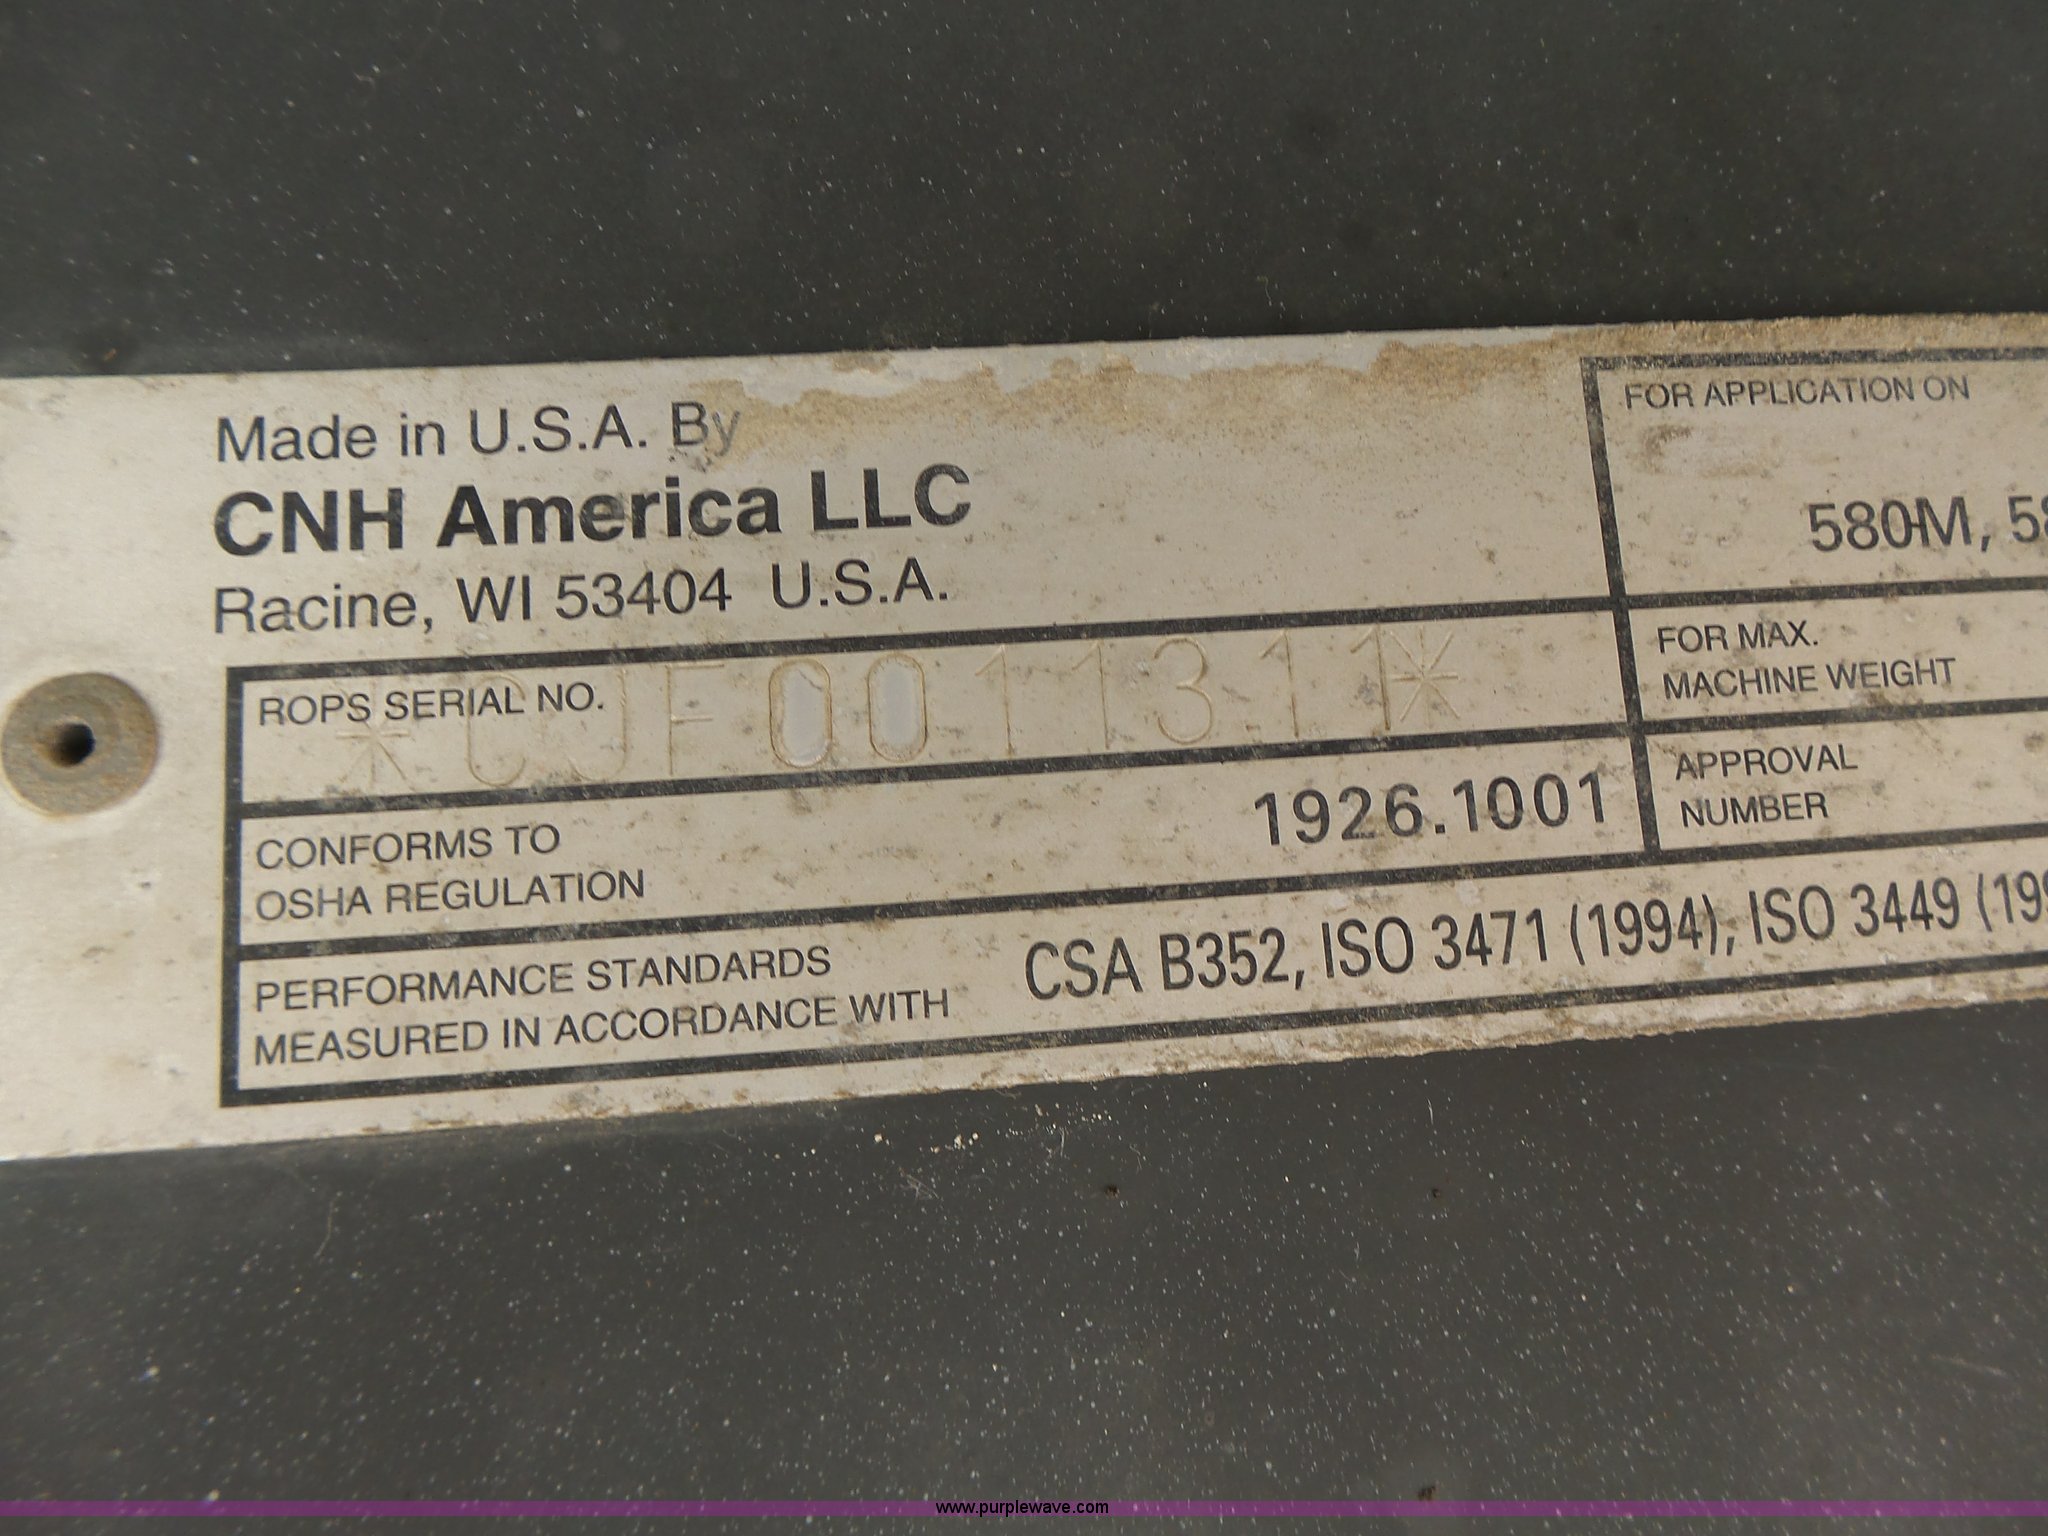 Made in U.S.A. By
CNH America LLC
Racine, WI 53404 U.S.A.
ROPS SERIAL NO.
*CJF0011311*
CONFORMS TO
OSHA REGULATION
1926.1001
PERFORMANCE STANDARDS
MEASURED IN ACCORDANCE WITH
CSA B352, ISO 3471 (1994), ISO 3449 (199
FOR APPLICATION ON
580M, 58
FOR MAX.
MACHINE WEIGHT
APPROVAL
NUMBER
www.purplewave.com